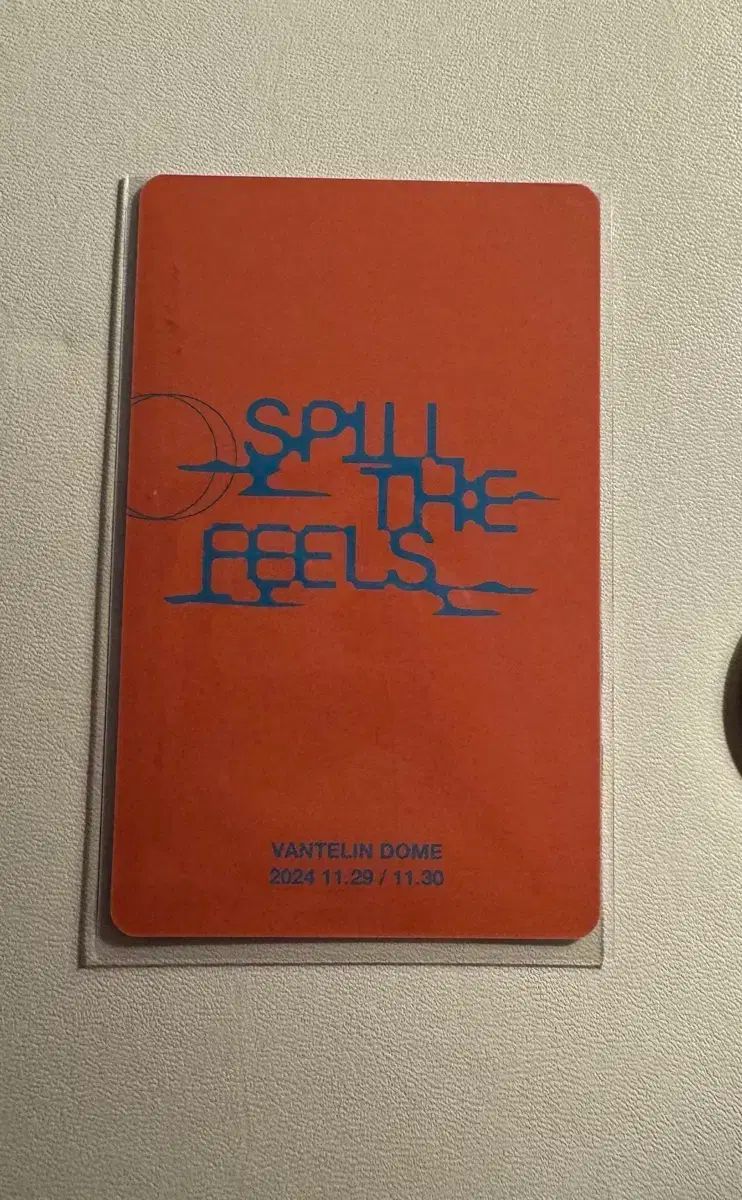 SPILL
THE
FEELS
VANTELIN DOME
2024 11.29 / 11.30